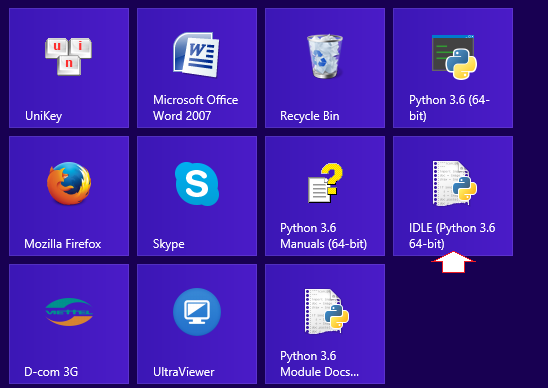 u i
n
UniKey
Microsoft Office
Word 2007
Recycle Bin
Python 3.6 (64-
bit)
Mozilla Firefox
Skype
Python 3.6
Manuals (64-bit)
IDLE (Python 3.6
64-bit)
VIETTEL
D-com 3G
UltraViewer
Python 3.6
Module Docs...